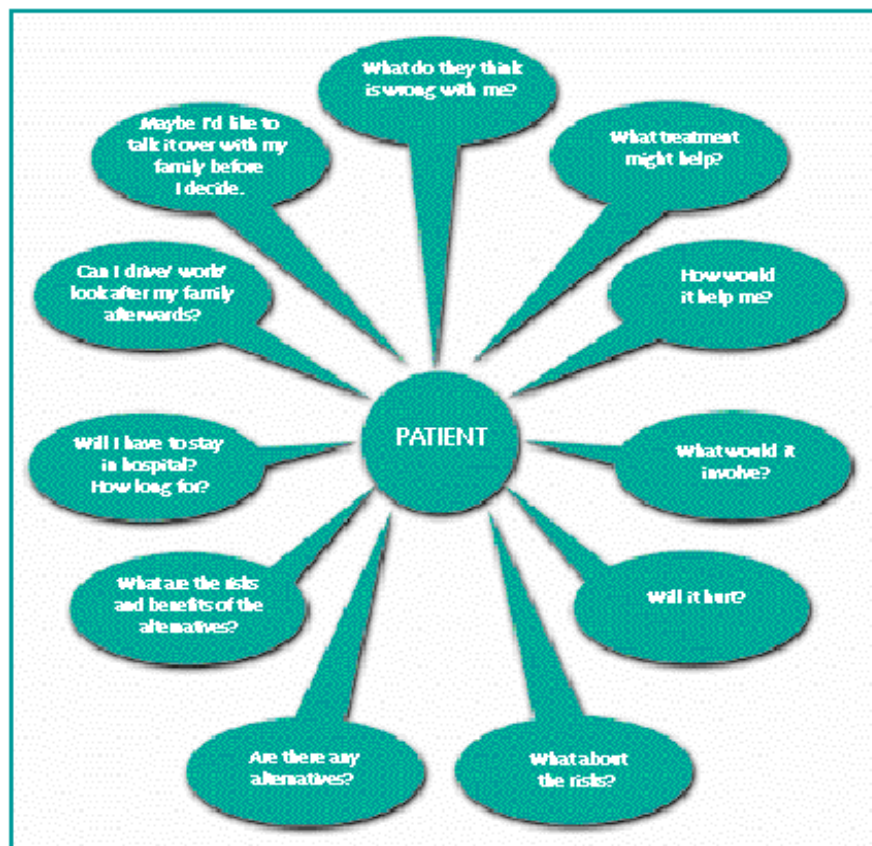 What do they think
is wrong with me?
What treatment
might help?
How would
it help me?
What would it
involve?
Will it hurt?
What about
the risks?
Are there any
alternatives?
What are the risks
and benefits of the
alternatives?
Will I have to stay
in hospital?
How long for?
Can I drive/ work/
look after my family
afterwards?
Maybe I'd like to
talk it over with my
family before
I decide.
PATIENT